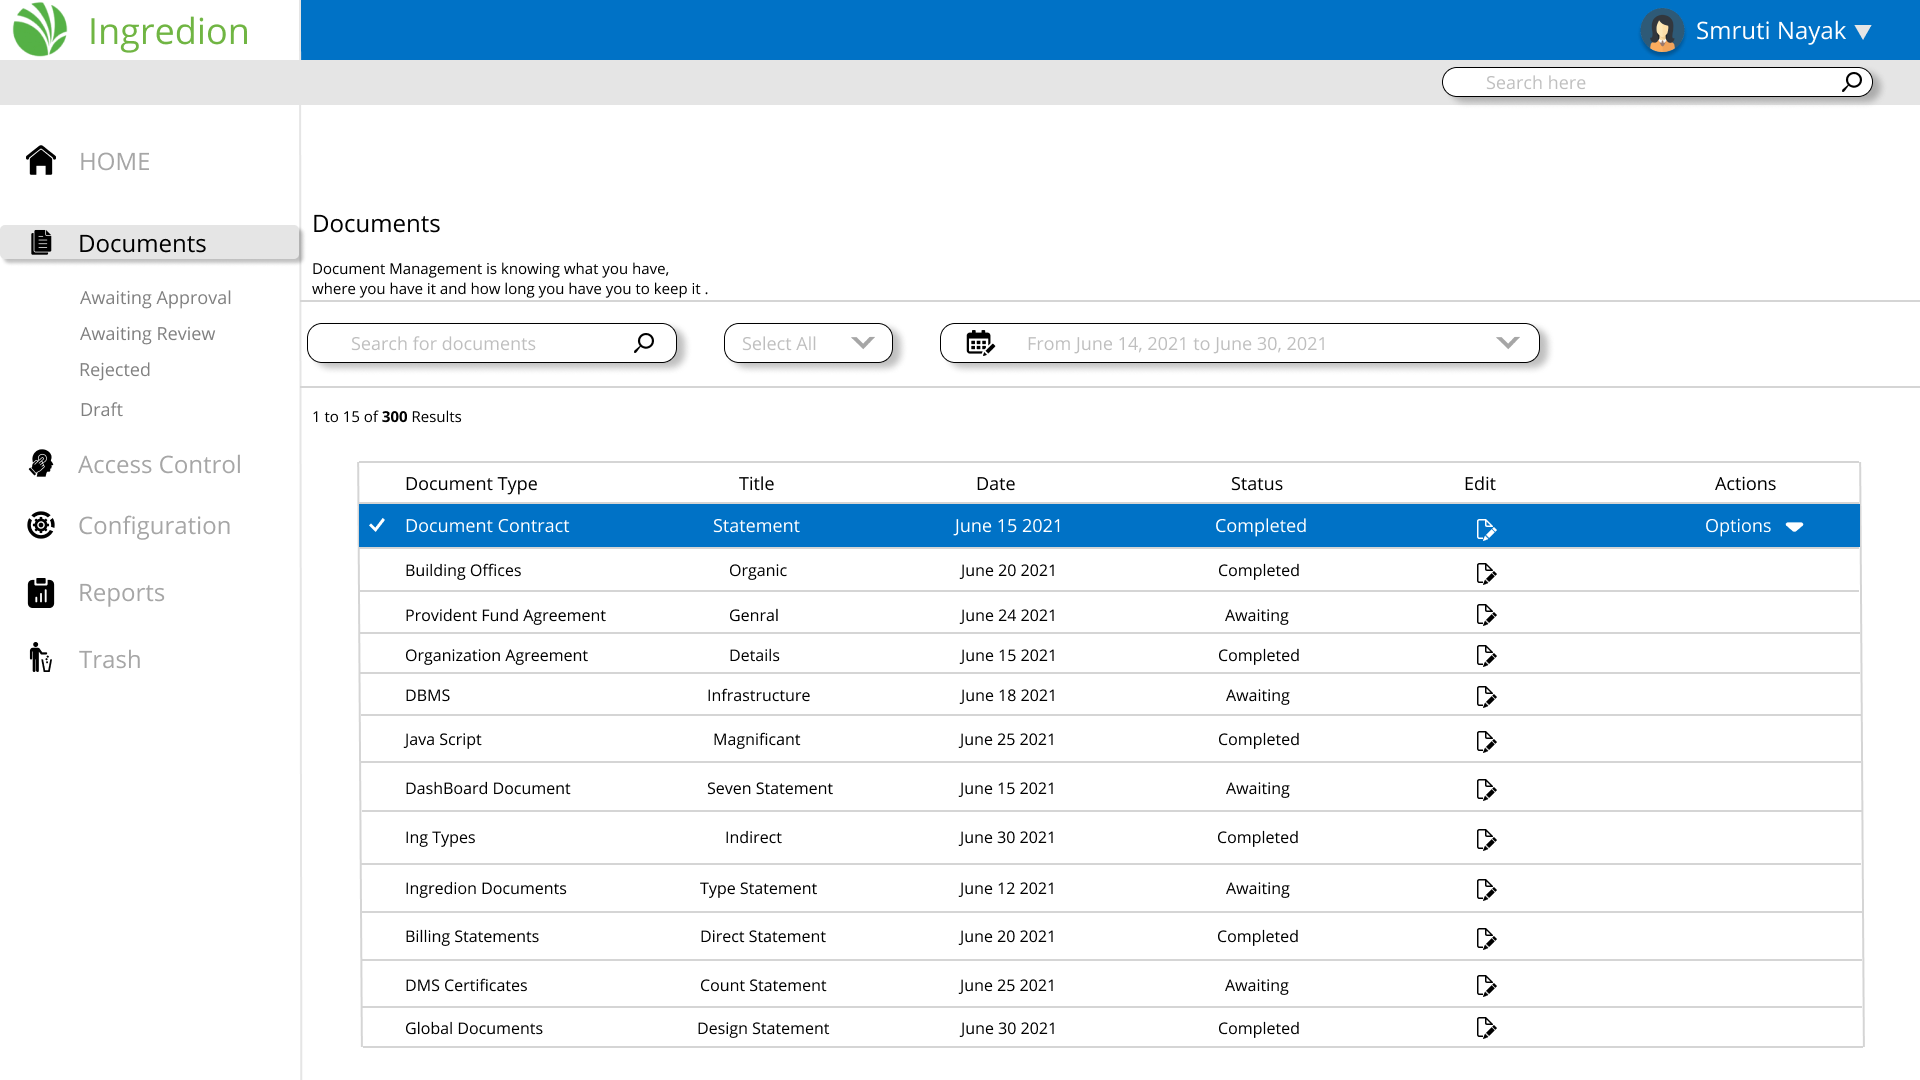 Ingredion
Smruti Nayak
Search here
HOME
Documents
Awaiting Approval
Awaiting Review
Rejected
Draft
Access Control
Configuration
Reports
Trash
Documents
Document Management is knowing what you have,
where you have it and how long you have you to keep it .
Search for documents
Select All
From June 14, 2021 to June 30, 2021
1 to 15 of 300 Results
Document Type Title Date Status Edit Actions
Document Contract Statement June 15 2021 Completed Options
Building Offices Organic June 20 2021 Completed
Provident Fund Agreement Genral June 24 2021 Awaiting
Organization Agreement Details June 15 2021 Completed
DBMS Infrastructure June 18 2021 Awaiting
Java Script Magnificant June 25 2021 Completed
DashBoard Document Seven Statement June 15 2021 Awaiting
Ing Types Indirect June 30 2021 Completed
Ingredion Documents Type Statement June 12 2021 Awaiting
Billing Statements Direct Statement June 20 2021 Completed
DMS Certificates Count Statement June 25 2021 Awaiting
Global Documents Design Statement June 30 2021 Completed